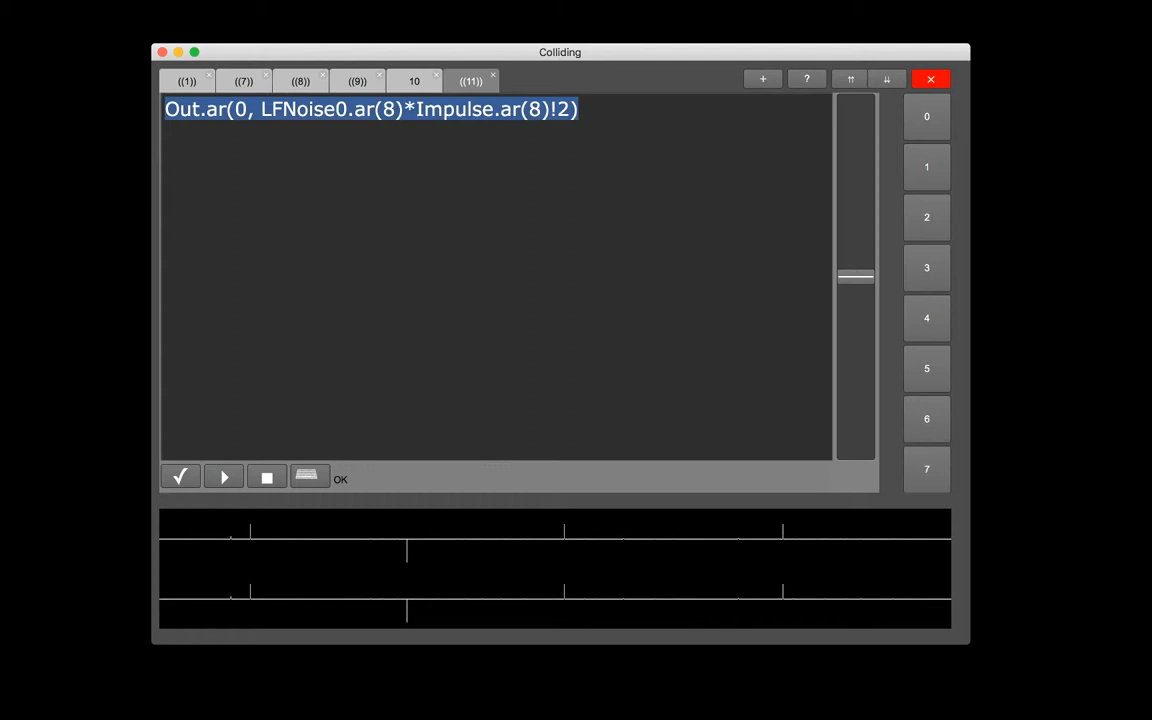 Colliding
((1)) ((7)) ((8)) ((9)) 10 ((11)) + ?
Out.ar(0, LFNoise0.ar(8)*Impulse.ar(8)!2)
0
1
2
3
4
5
6
7
OK